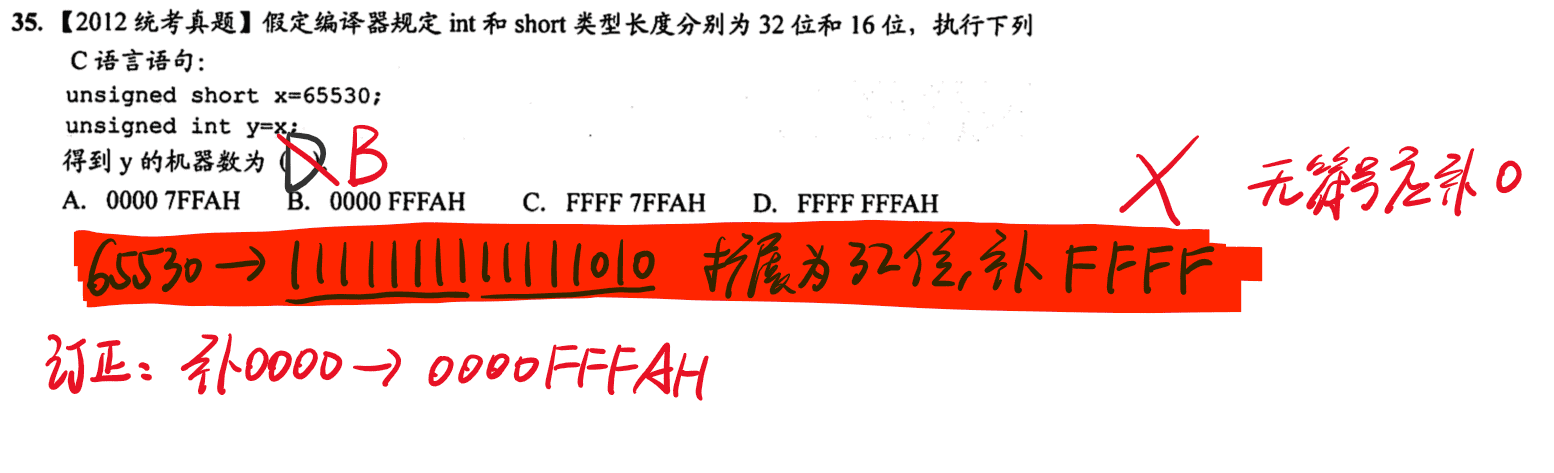 35.【2012 统考真题】假定编译器规定 int 和 short 类型长度分别为 32 位和 16 位，执行下列
C 语言语句：
unsigned short x=65530;
unsigned int y=x;
得到 y 的机器数为（ D ） B
A. 0000 7FFAH B. 0000 FFFAH C. FFFF 7FFAH D. FFFF FFFAH
X 无符号应补 0
65530→1111111111111010 扩展为 32 位,补 FFFF
订正：补0000→0000FFFAH